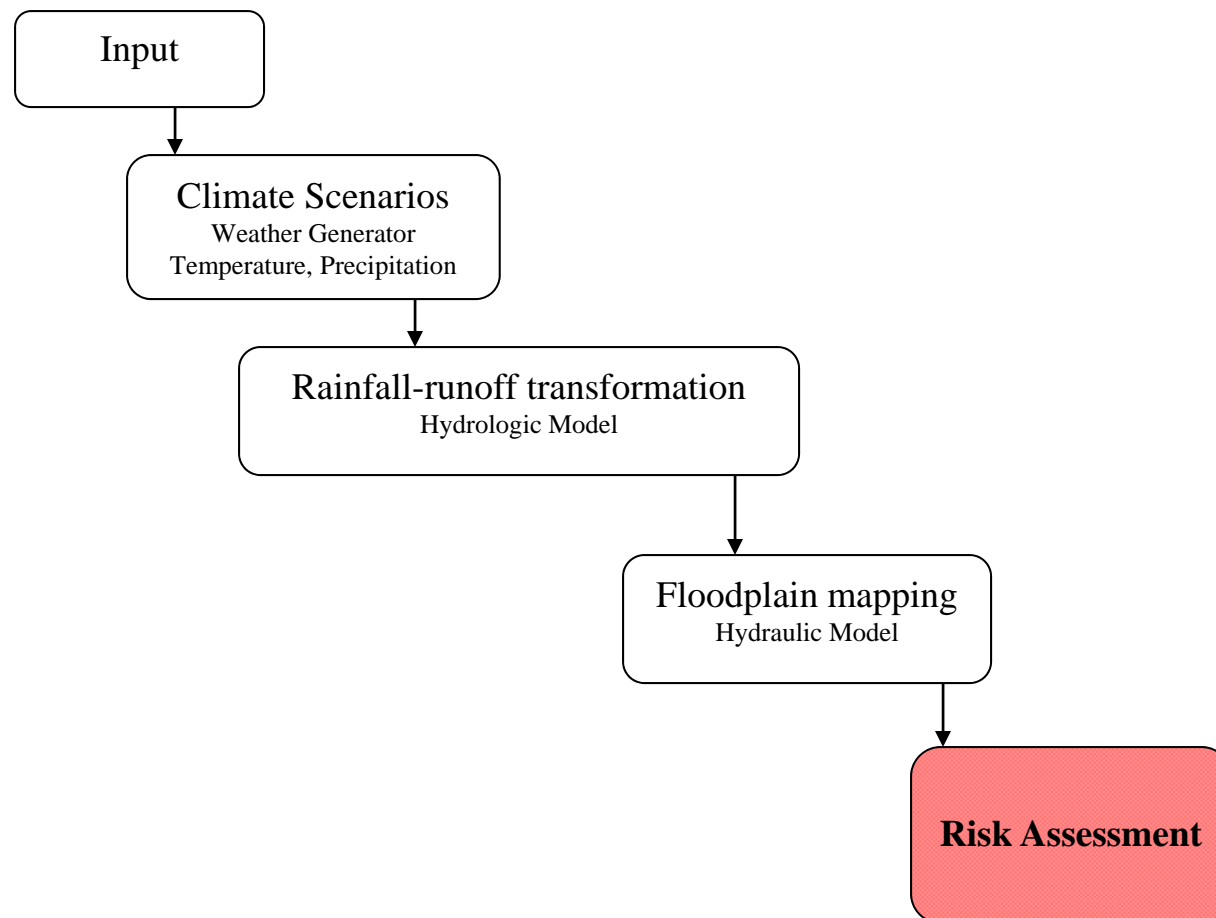 Input
Climate Scenarios
Weather Generator
Temperature, Precipitation
Rainfall-runoff transformation
Hydrologic Model
Floodplain mapping
Hydraulic Model
Risk Assessment